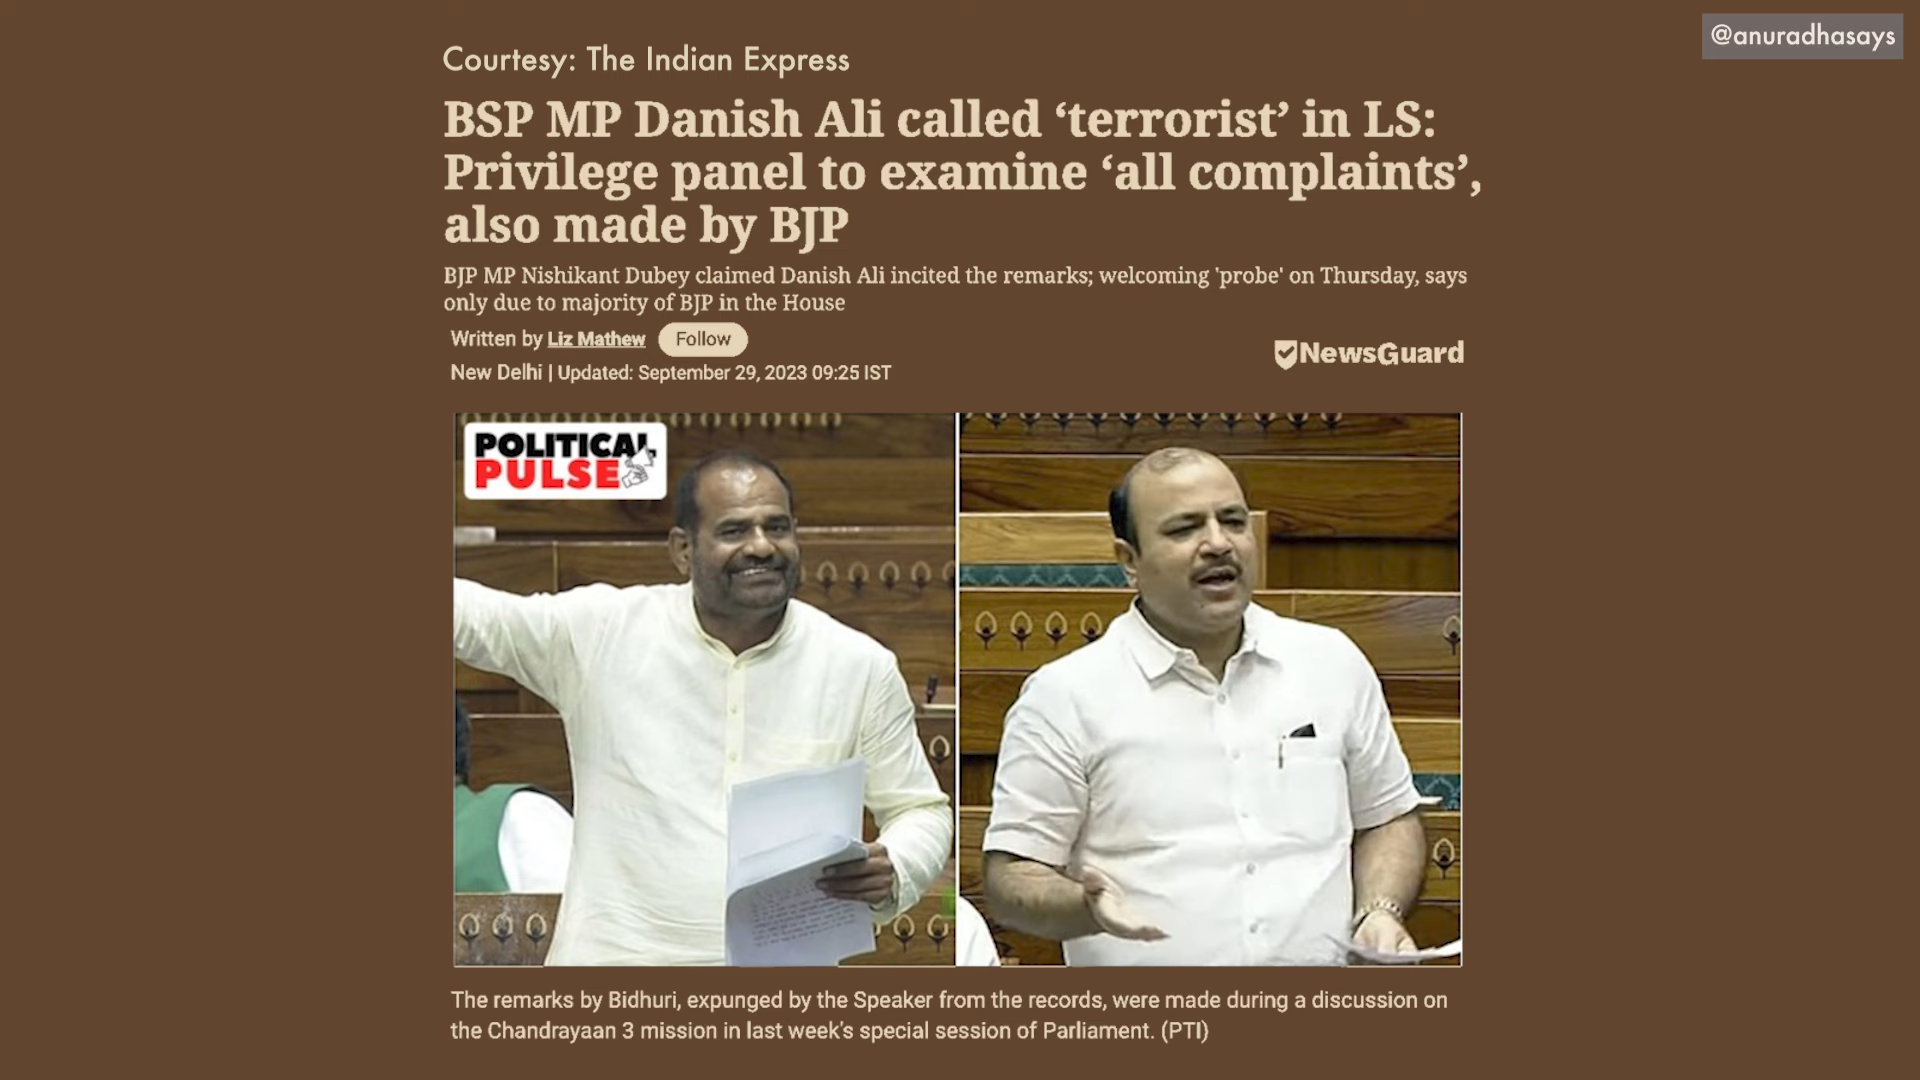 @anuradhasays
Courtesy: The Indian Express
BSP MP Danish Ali called ‘terrorist’ in LS:
Privilege panel to examine ‘all complaints’,
also made by BJP
BJP MP Nishikant Dubey claimed Danish Ali incited the remarks; welcoming 'probe' on Thursday, says
only due to majority of BJP in the House
Written by Liz Mathew Follow
NewsGuard
New Delhi | Updated: September 29, 2023 09:25 IST
POLITICAL
PULSE
The remarks by Bidhuri, expunged by the Speaker from the records, were made during a discussion on
the Chandrayaan 3 mission in last week's special session of Parliament. (PTI)